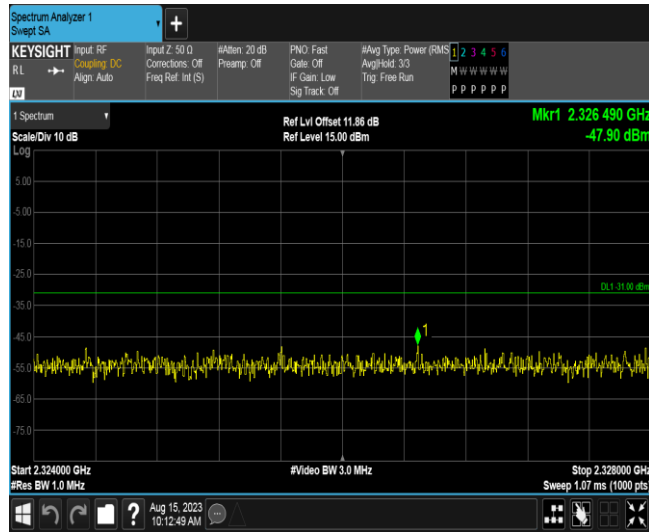 Spectrum Analyzer 1
Swept SA
+
KEYSIGHT Input: RF Input Z: 50 Ω #Atten: 20 dB PNO: Fast #Avg Type: Power (RMS 1 2 3 4 5 6
RL Coupling: DC Corrections: Off Preamp: Off Gate: Off Avg|Hold: 3/3 M W W W W W
Align: Auto Freq Ref: Int (S) IF Gain: Low Trig: Free Run
Sig Track: Off P P P P P P
LXI
1 Spectrum Ref Lvl Offset 11.86 dB Mkr1 2.326 490 GHz
Scale/Div 10 dB Ref Level 15.00 dBm -47.90 dBm
Log
5.00
-5.00
-15.0
-25.0
DL1 -31.00 dBm
-35.0
-45.0
1
-55.0
-65.0
-75.0
Start 2.324000 GHz #Video BW 3.0 MHz Stop 2.328000 GHz
#Res BW 1.0 MHz Sweep 1.07 ms (1000 pts)
? Aug 15, 2023
10:12:49 AM